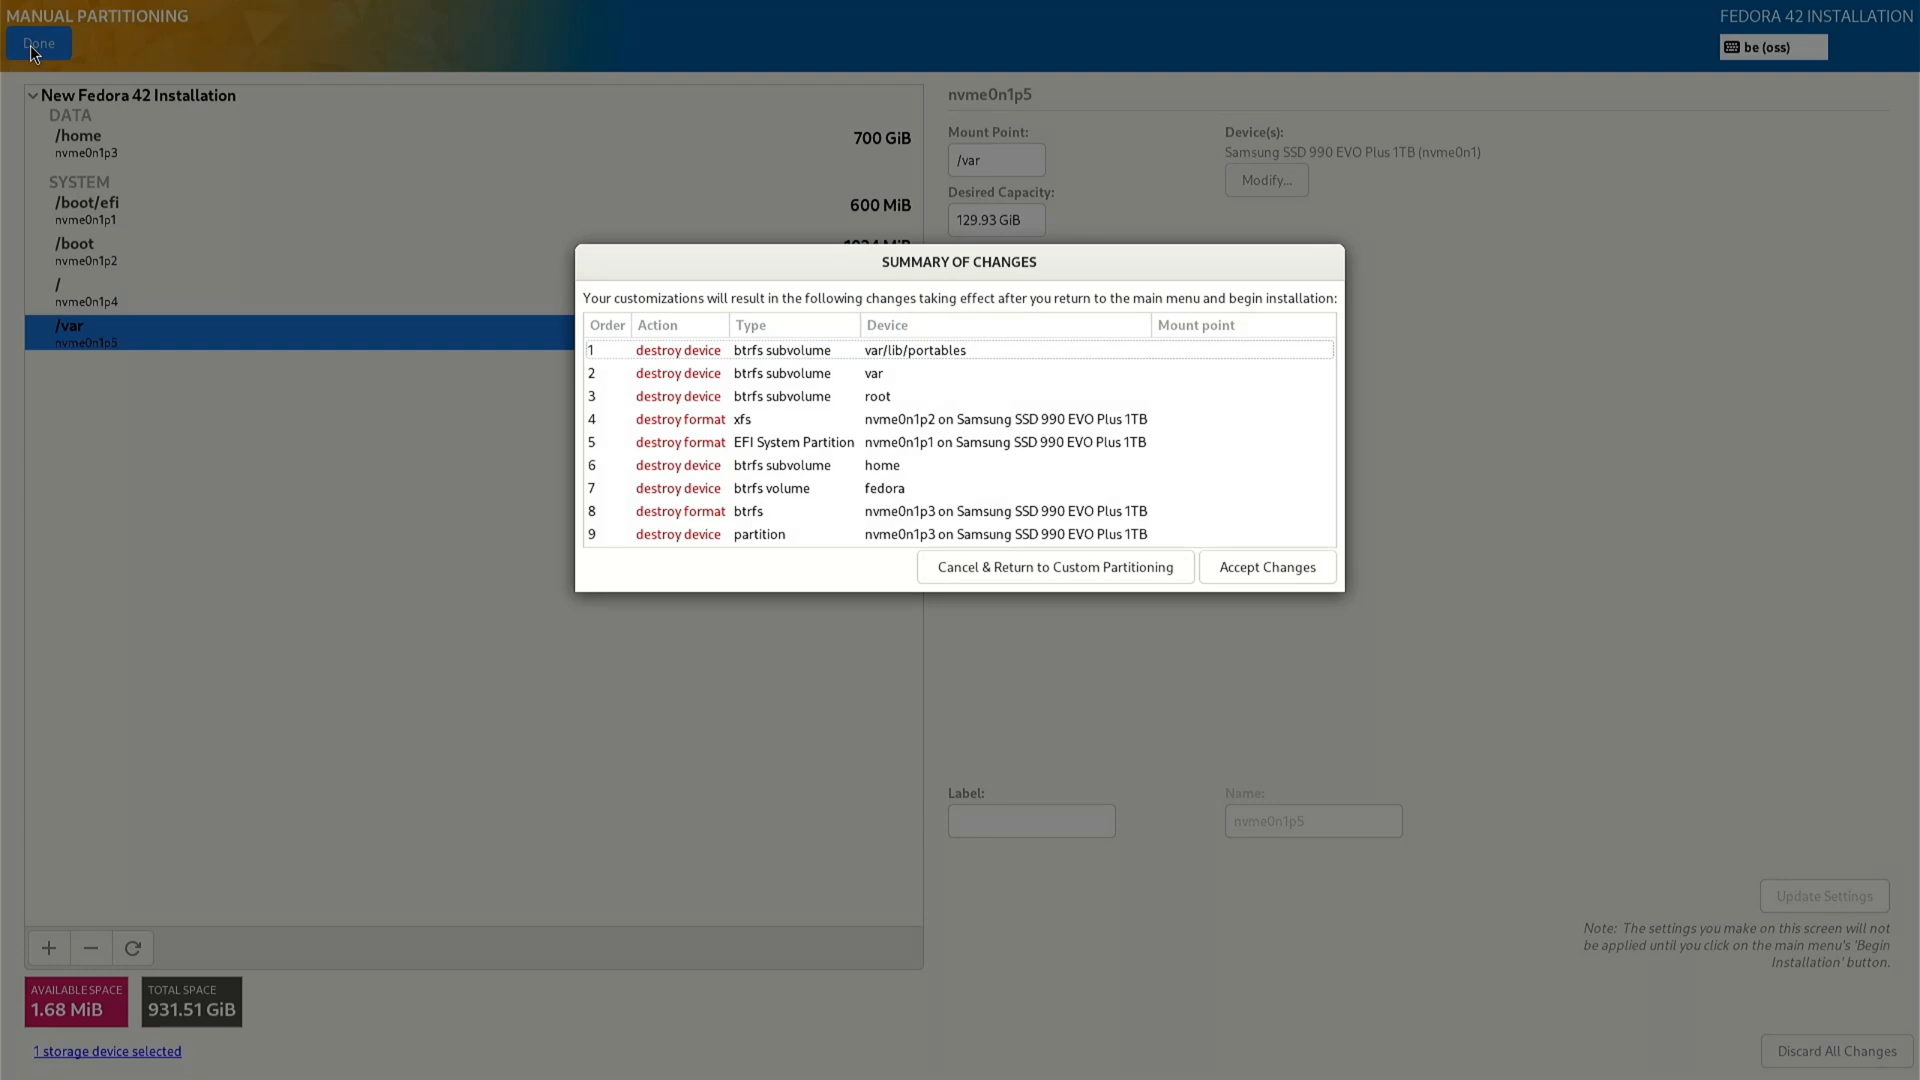 MANUAL PARTITIONING
FEDORA 42 INSTALLATION
Done
be (oss)
New Fedora 42 Installation
DATA
/home
700 GiB
nvme0n1p3
SYSTEM
/boot/efi
600 MiB
nvme0n1p1
/boot
nvme0n1p2
/
nvme0n1p4
/var
nvme0n1p5
nvme0n1p5
Mount Point:
Device(s):
/var
Samsung SSD 990 EVO Plus 1TB (nvme0n1)
Modify...
Desired Capacity:
129.93 GiB
SUMMARY OF CHANGES
Your customizations will result in the following changes taking effect after you return to the main menu and begin installation:
Order Action Type Device Mount point
1 destroy device btrfs subvolume var/lib/portables
2 destroy device btrfs subvolume var
3 destroy device btrfs subvolume root
4 destroy format xfs nvme0n1p2 on Samsung SSD 990 EVO Plus 1TB
5 destroy format EFI System Partition nvme0n1p1 on Samsung SSD 990 EVO Plus 1TB
6 destroy device btrfs subvolume home
7 destroy device btrfs volume fedora
8 destroy format btrfs nvme0n1p3 on Samsung SSD 990 EVO Plus 1TB
9 destroy device partition nvme0n1p3 on Samsung SSD 990 EVO Plus 1TB
Cancel & Return to Custom Partitioning
Accept Changes
Label:
Name:
nvme0n1p5
Update Settings
Note: The settings you make on this screen will not
be applied until you click on the main menu's 'Begin
Installation' button.
AVAILABLE SPACE
1.68 MiB
TOTAL SPACE
931.51 GiB
1 storage device selected
Discard All Changes